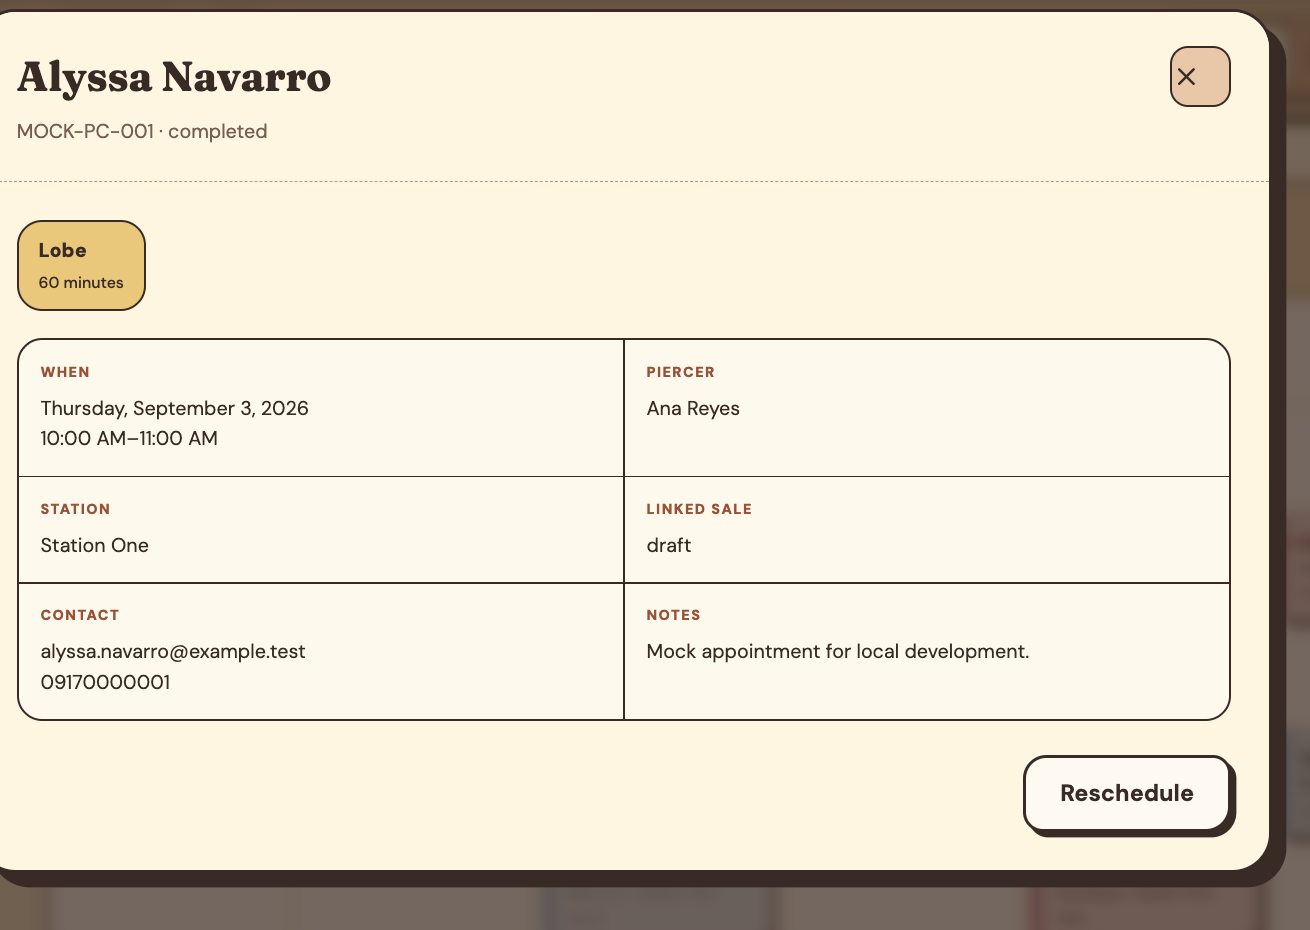 Alyssa Navarro
MOCK-PC-001 · completed
Lobe
60 minutes
WHEN
Thursday, September 3, 2026
10:00 AM–11:00 AM
PIERCER
Ana Reyes
STATION
Station One
LINKED SALE
draft
CONTACT
alyssa.navarro@example.test
09170000001
NOTES
Mock appointment for local development.
Reschedule